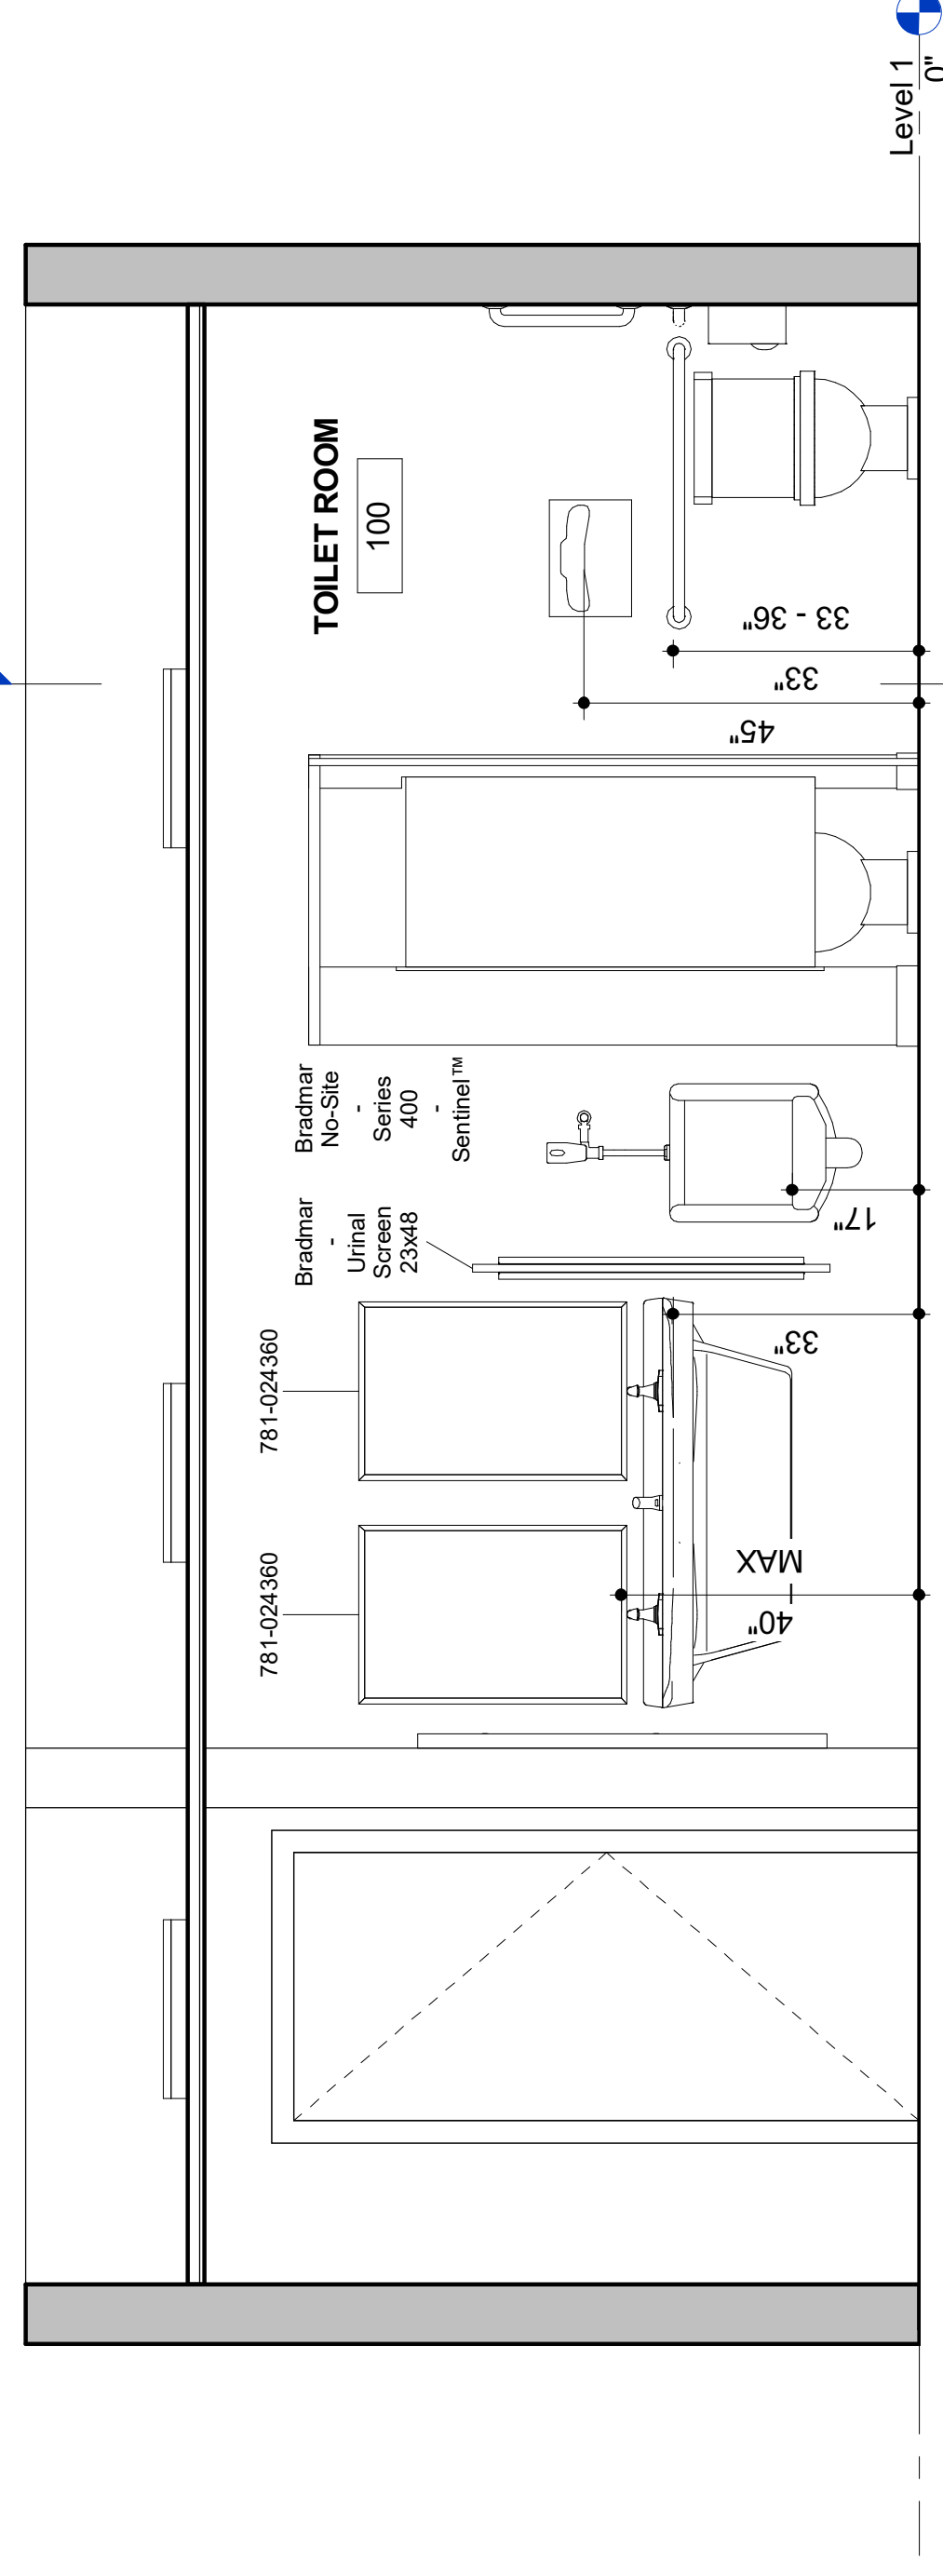 781-024360
781-024360
Bradmar
-
Urinal
Screen
23x48
Bradmar
No-Site
-
Series
400
-
Sentinel™
TOILET ROOM
100
40"
MAX
33"
17"
45"
33"
33 - 36"
Level 1
0"